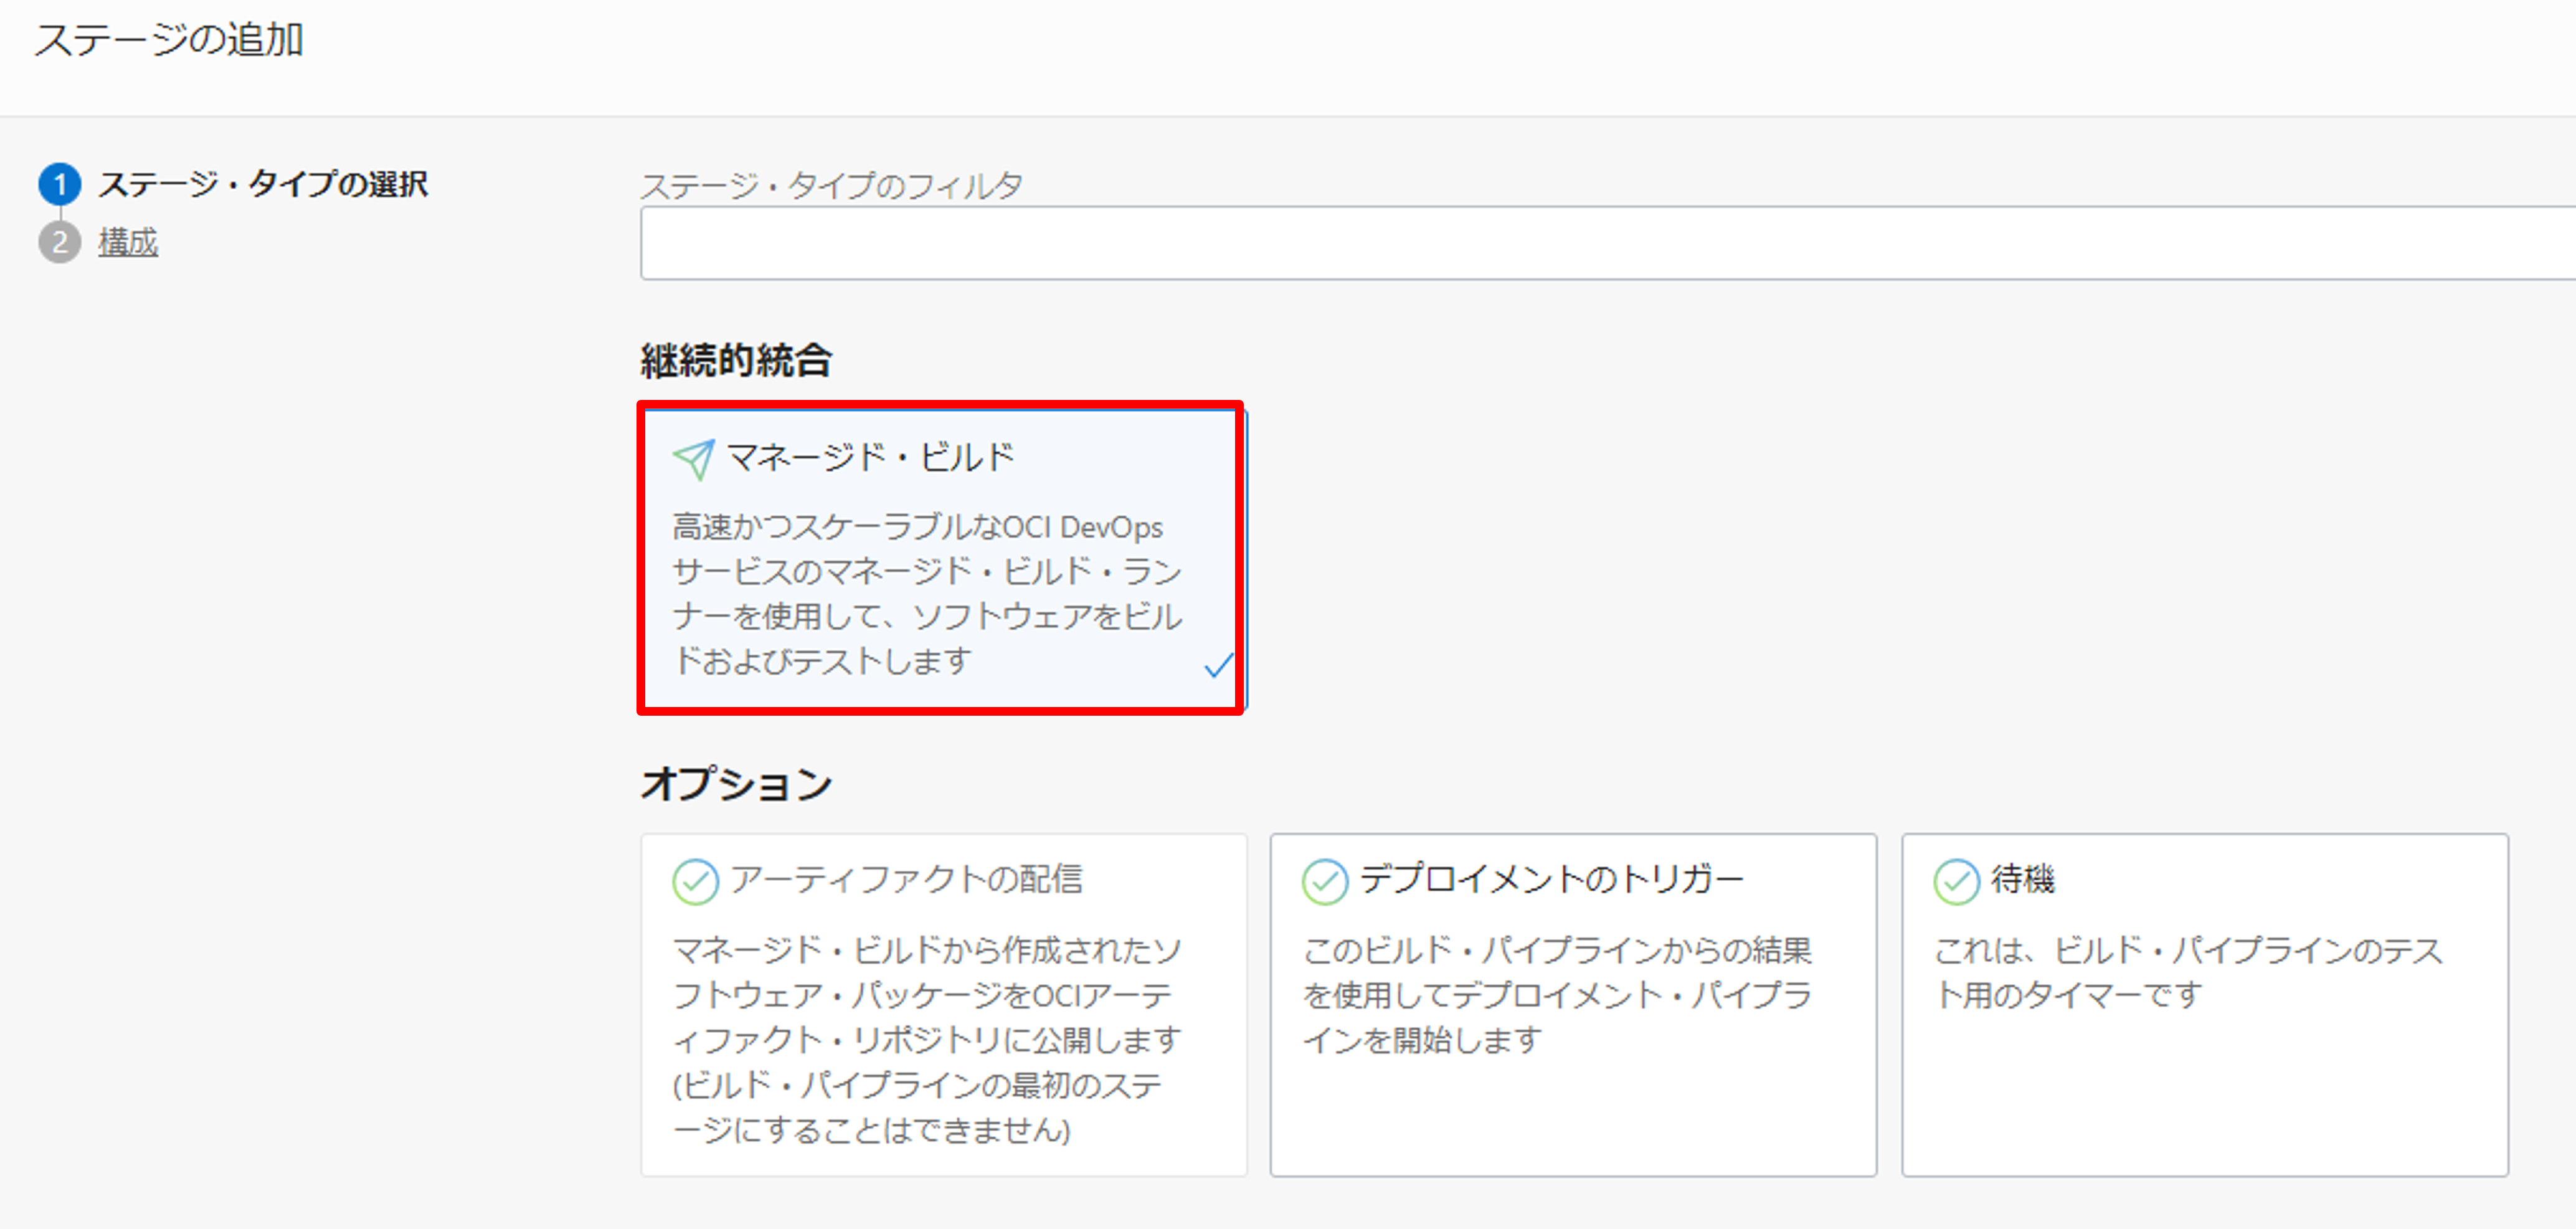 ステージの追加
1 ステージ・タイプの選択
2 構成
ステージ・タイプのフィルタ
継続的統合
マネージド・ビルド
高速かつスケーラブルなOCI DevOps
サービスのマネージド・ビルド・ラン
ナーを使用して、ソフトウェアをビル
ドおよびテストします
オプション
アーティファクトの配信
マネージド・ビルドから作成されたソ
フトウェア・パッケージをOCIアーテ
ィファクト・リポジトリに公開します
(ビルド・パイプラインの最初のステ
ージにすることはできません)
デプロイメントのトリガー
このビルド・パイプラインからの結果
を使用してデプロイメント・パイプラ
インを開始します
待機
これは、ビルド・パイプラインのテス
ト用のタイマーです